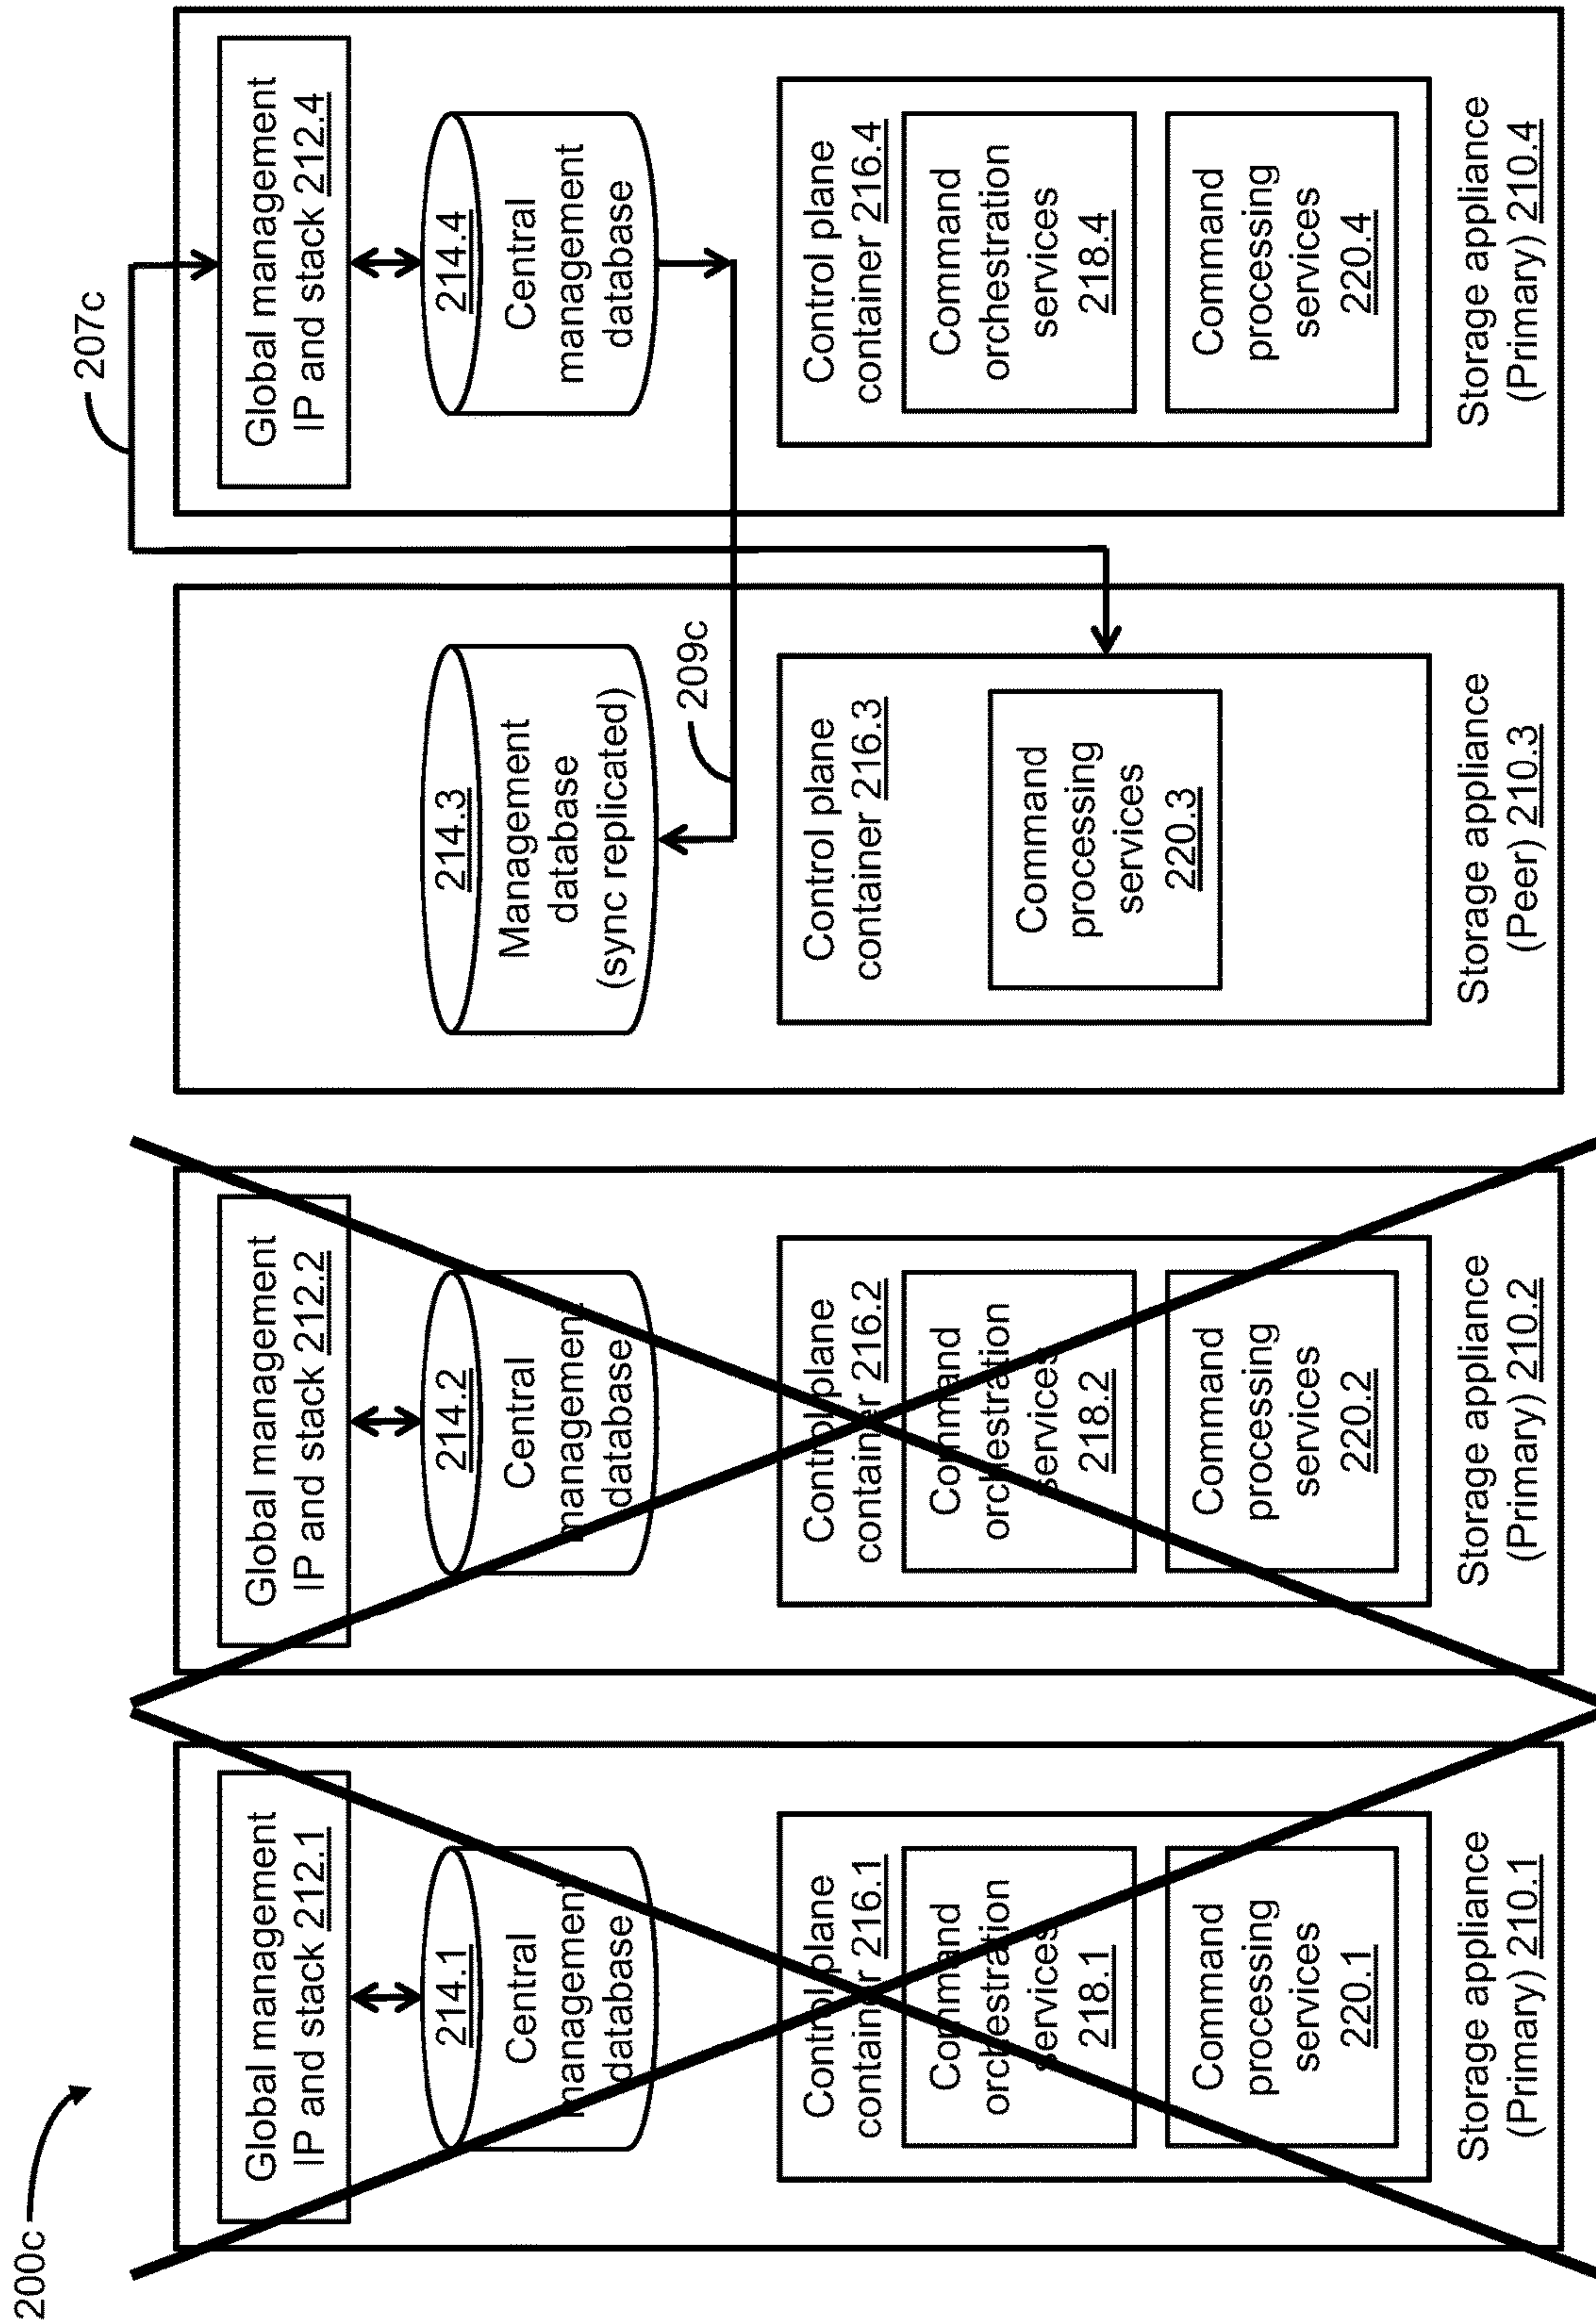 200c
Global management
IP and stack 212.1
214.1
Central
management
database
Control plane
container 216.1
Command
orchestration
services
218.1
Command
processing
services
220.1
Storage appliance
(Primary) 210.1
Global management
IP and stack 212.2
214.2
Central
management
database
Control plane
container 216.2
Command
orchestration
services
218.2
Command
processing
services
220.2
Storage appliance
(Primary) 210.2
214.3
Management
database
(sync replicated)
209c
Control plane
container 216.3
Command
processing
services
220.3
Storage appliance
(Peer) 210.3
207c
Global management
IP and stack 212.4
214.4
Central
management
database
Control plane
container 216.4
Command
orchestration
services
218.4
Command
processing
services
220.4
Storage appliance
(Primary) 210.4